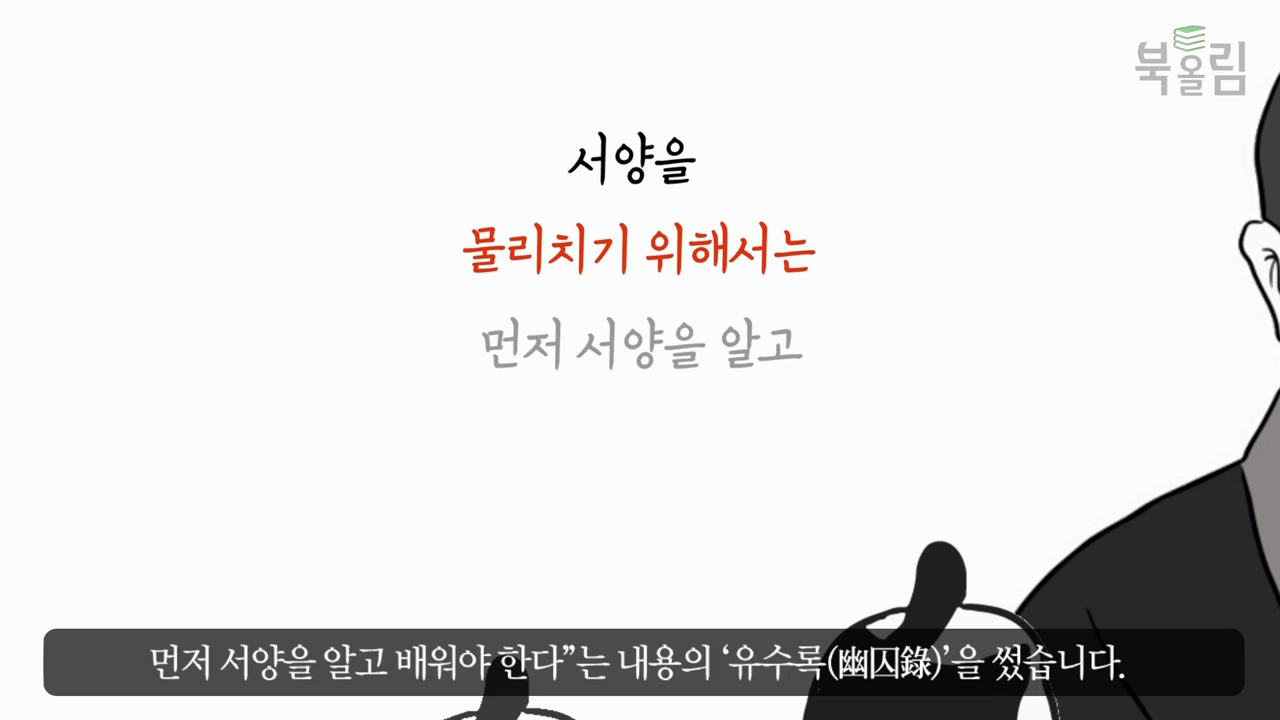 북올림
서양을
물리치기 위해서는
먼저 서양을 알고
먼저 서양을 알고 배워야 한다”는 내용의 ‘유수록(幽囚錄)’을 썼습니다.